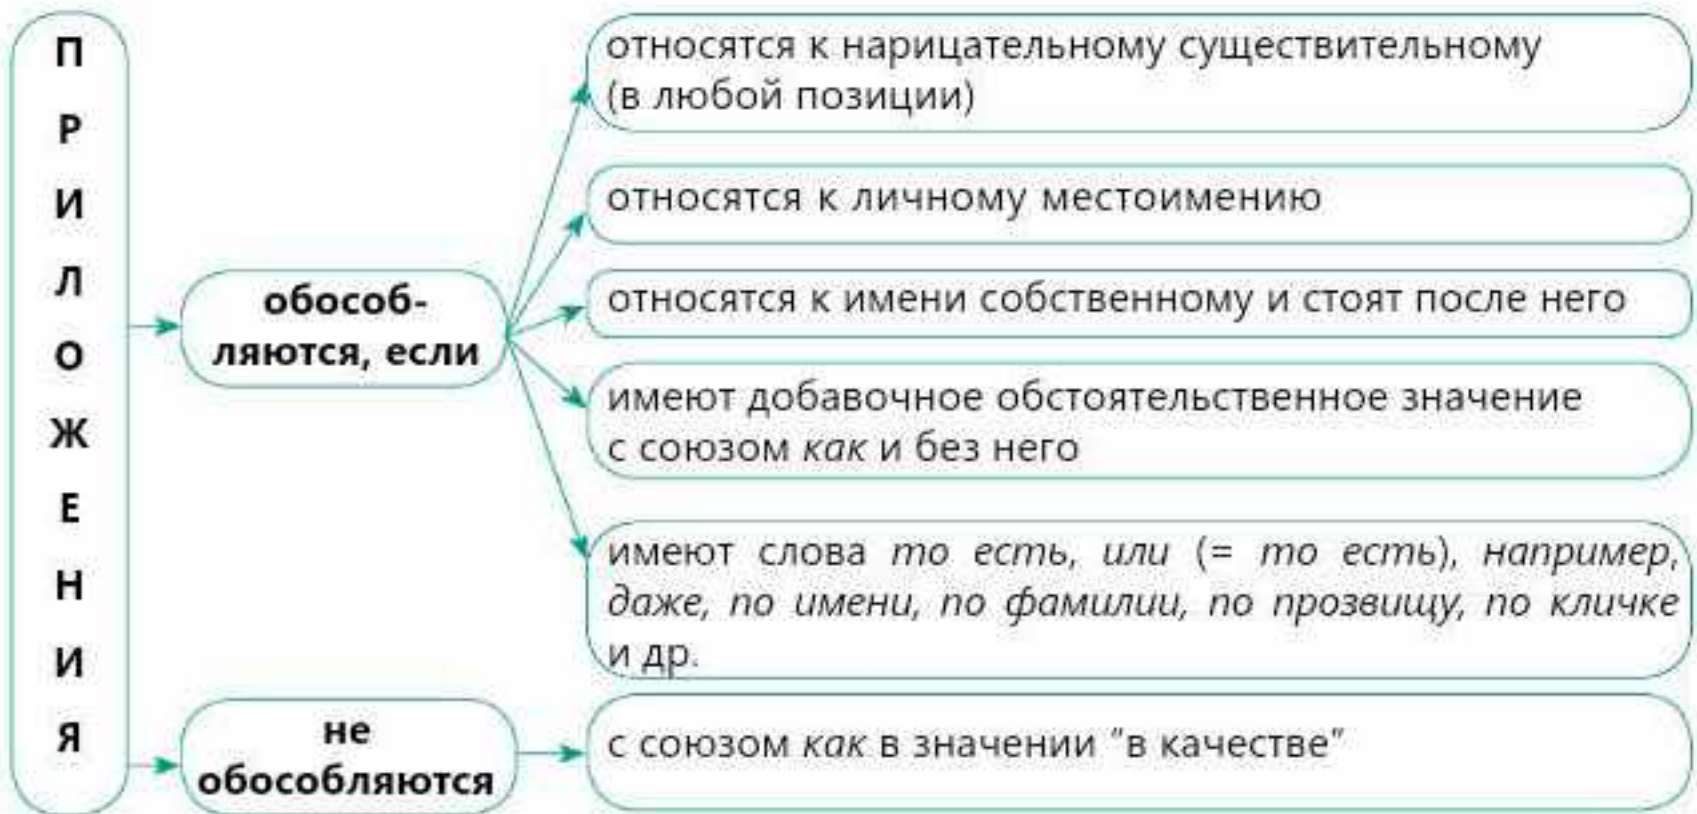 ПРИЛОЖЕНИЯ
обособ-
ляются, если
относятся к нарицательному существительному
(в любой позиции)
относятся к личному местоимению
относятся к имени собственному и стоят после него
имеют добавочное обстоятельственное значение
с союзом как и без него
имеют слова то есть, или (= то есть), например,
даже, по имени, по фамилии, по прозвищу, по кличке
и др.
не
обособляются
с союзом как в значении "в качестве"